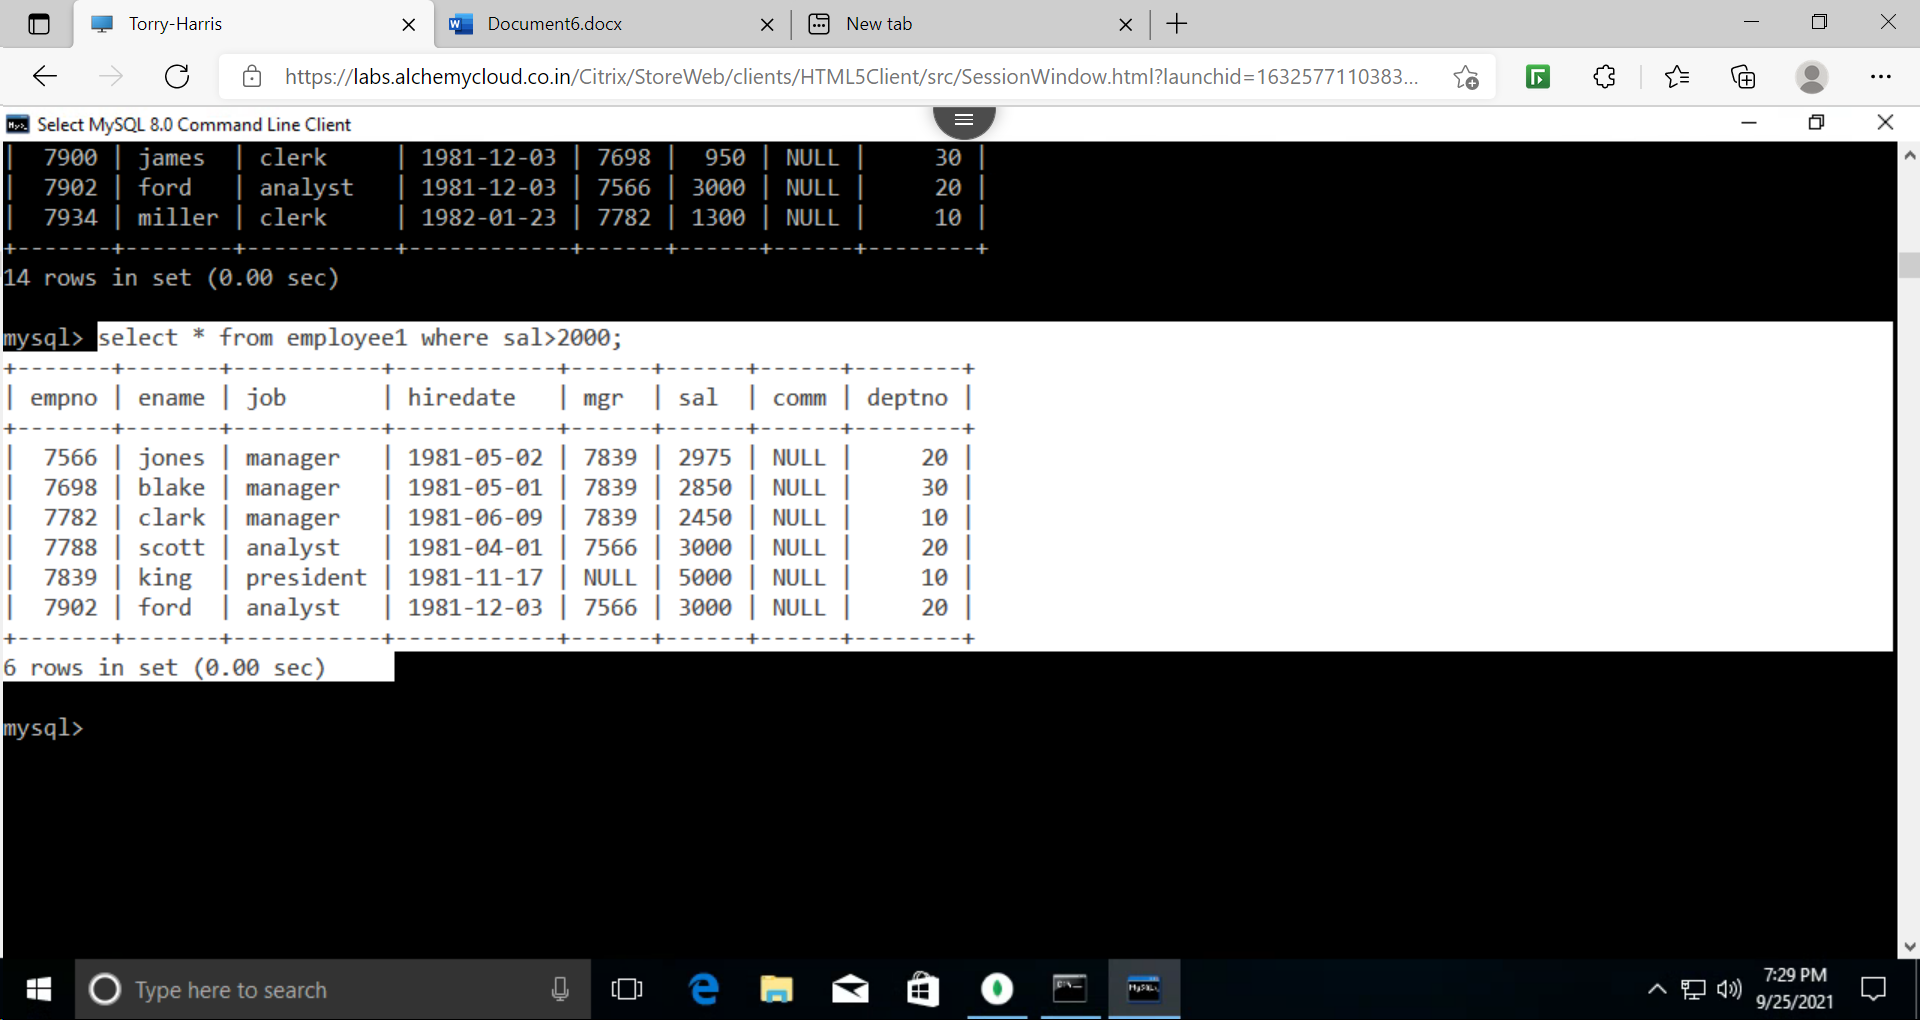 Torry-Harris
Document6.docx
New tab
https://labs.alchemycloud.co.in/Citrix/StoreWeb/clients/HTML5Client/src/SessionWindow.html?launchid=1632577110383...
Select MySQL 8.0 Command Line Client
| 7900 | james | clerk | 1981-12-03 | 7698 | 950 | NULL | 30 |
| 7902 | ford | analyst | 1981-12-03 | 7566 | 3000 | NULL | 20 |
| 7934 | miller | clerk | 1982-01-23 | 7782 | 1300 | NULL | 10 |
+-------+--------+-----------+------------+------+------+------+--------+
14 rows in set (0.00 sec)
mysql> select * from employee1 where sal>2000;
+-------+-------+-----------+------------+------+------+------+--------+
| empno | ename | job | hiredate | mgr | sal | comm | deptno |
+-------+-------+-----------+------------+------+------+------+--------+
| 7566 | jones | manager | 1981-05-02 | 7839 | 2975 | NULL | 20 |
| 7698 | blake | manager | 1981-05-01 | 7839 | 2850 | NULL | 30 |
| 7782 | clark | manager | 1981-06-09 | 7839 | 2450 | NULL | 10 |
| 7788 | scott | analyst | 1981-04-01 | 7566 | 3000 | NULL | 20 |
| 7839 | king | president | 1981-11-17 | NULL | 5000 | NULL | 10 |
| 7902 | ford | analyst | 1981-12-03 | 7566 | 3000 | NULL | 20 |
+-------+-------+-----------+------------+------+------+------+--------+
6 rows in set (0.00 sec)
mysql>
Type here to search
7:29 PM
9/25/2021